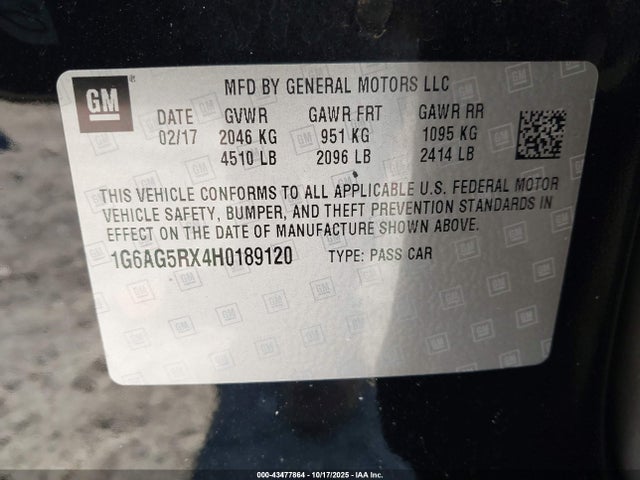 GM
MFD BY GENERAL MOTORS LLC
DATE GVWR GAWR FRT GAWR RR
02/17 2046 KG 951 KG 1095 KG
4510 LB 2096 LB 2414 LB
THIS VEHICLE CONFORMS TO ALL APPLICABLE U.S. FEDERAL MOTOR
VEHICLE SAFETY, BUMPER, AND THEFT PREVENTION STANDARDS IN
EFFECT ON THE DATE OF MANUFACTURE SHOWN ABOVE.
1G6AG5RX4H0189120 TYPE: PASS CAR
000-43477864 - 10/17/2025 - IAA Inc.